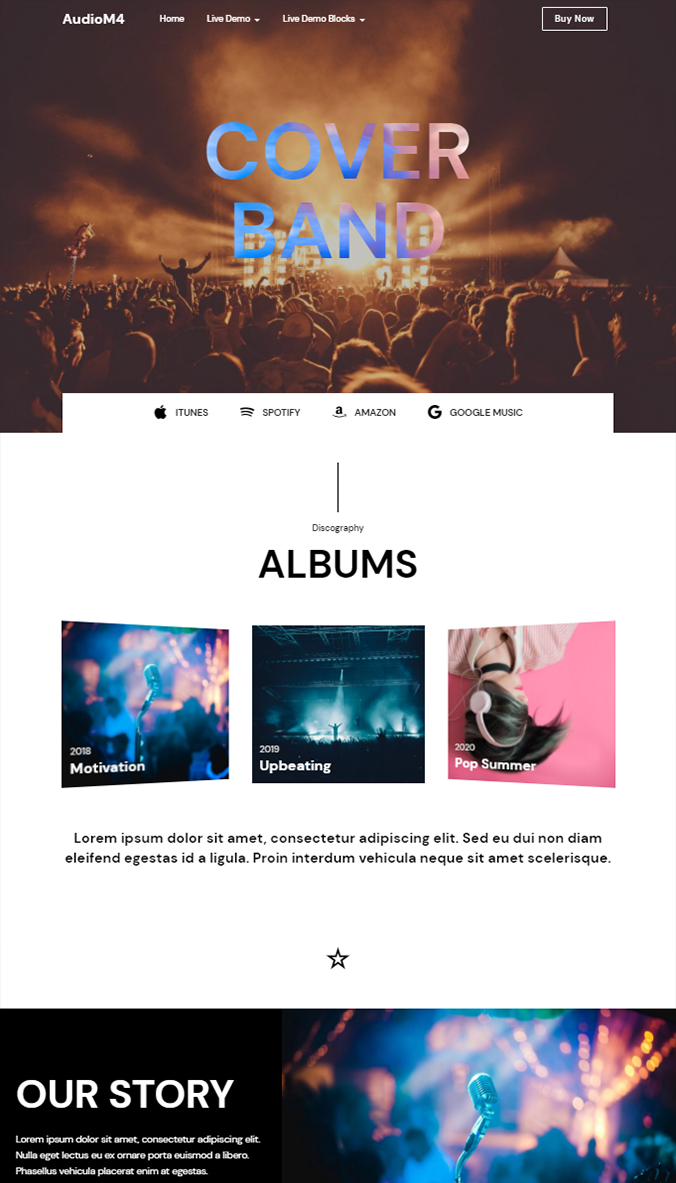 AudioM4 Home Live Demo Live Demo Blocks Buy Now
COVER
BAND
ITUNES SPOTIFY AMAZON GOOGLE MUSIC
Discography
ALBUMS
2018
Motivation
2019
Upbeating
2020
Pop Summer
Lorem ipsum dolor sit amet, consectetur adipiscing elit. Sed eu dui non diam
eleifend egestas id a ligula. Proin interdum vehicula neque sit amet scelerisque.
OUR STORY
Lorem ipsum dolor sit amet, consectetur adipiscing elit.
Nulla eget lectus eu ex ornare porta euismod a libero.
Phasellus vehicula placerat enim at egestas.